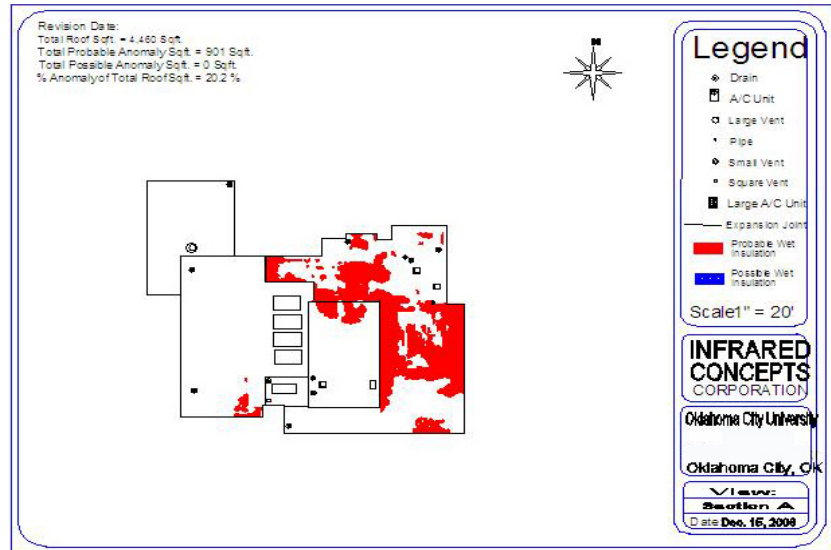 Revision Date:
Total Roof Sqft. = 4,460 Sqft.
Total Probable Anomaly Sqft. = 901 Sqft.
Total Possible Anomaly Sqft. = 0 Sqft.
% Anomaly of Total Roof Sqft. = 20.2 %
N
Legend
Drain
A/C Unit
Large Vent
Pipe
Small Vent
Square Vent
Large A/C Unit
Expansion Joint
Probable Wet
Insulation
Possible Wet
Insulation
Scale1" = 20'
INFRARED
CONCEPTS
CORPORATION
Oklahoma City University
Oklahoma City, OK
View:
Section A
Date Dec. 15, 2006